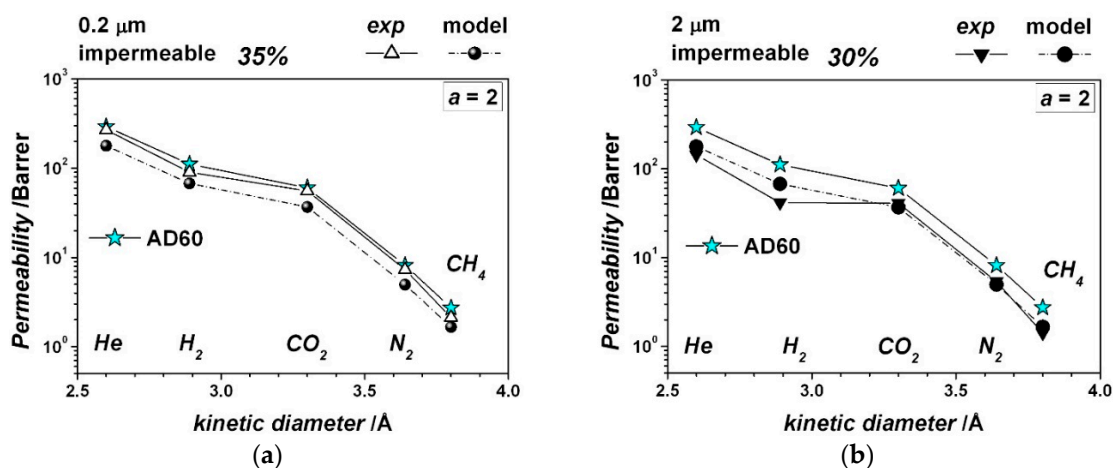 0.2 µm exp model
impermeable 35%
a = 2
10³
10²
10¹
10⁰
Permeability /Barrer
AD60
CH₄
He H₂ CO₂ N₂
2.5 3.0 3.5 4.0
kinetic diameter /Å
(a)
2 µm exp model
impermeable 30%
a = 2
10³
10²
10¹
10⁰
Permeability /Barrer
AD60
CH₄
He H₂ CO₂ N₂
2.5 3.0 3.5 4.0
kinetic diameter /Å
(b)